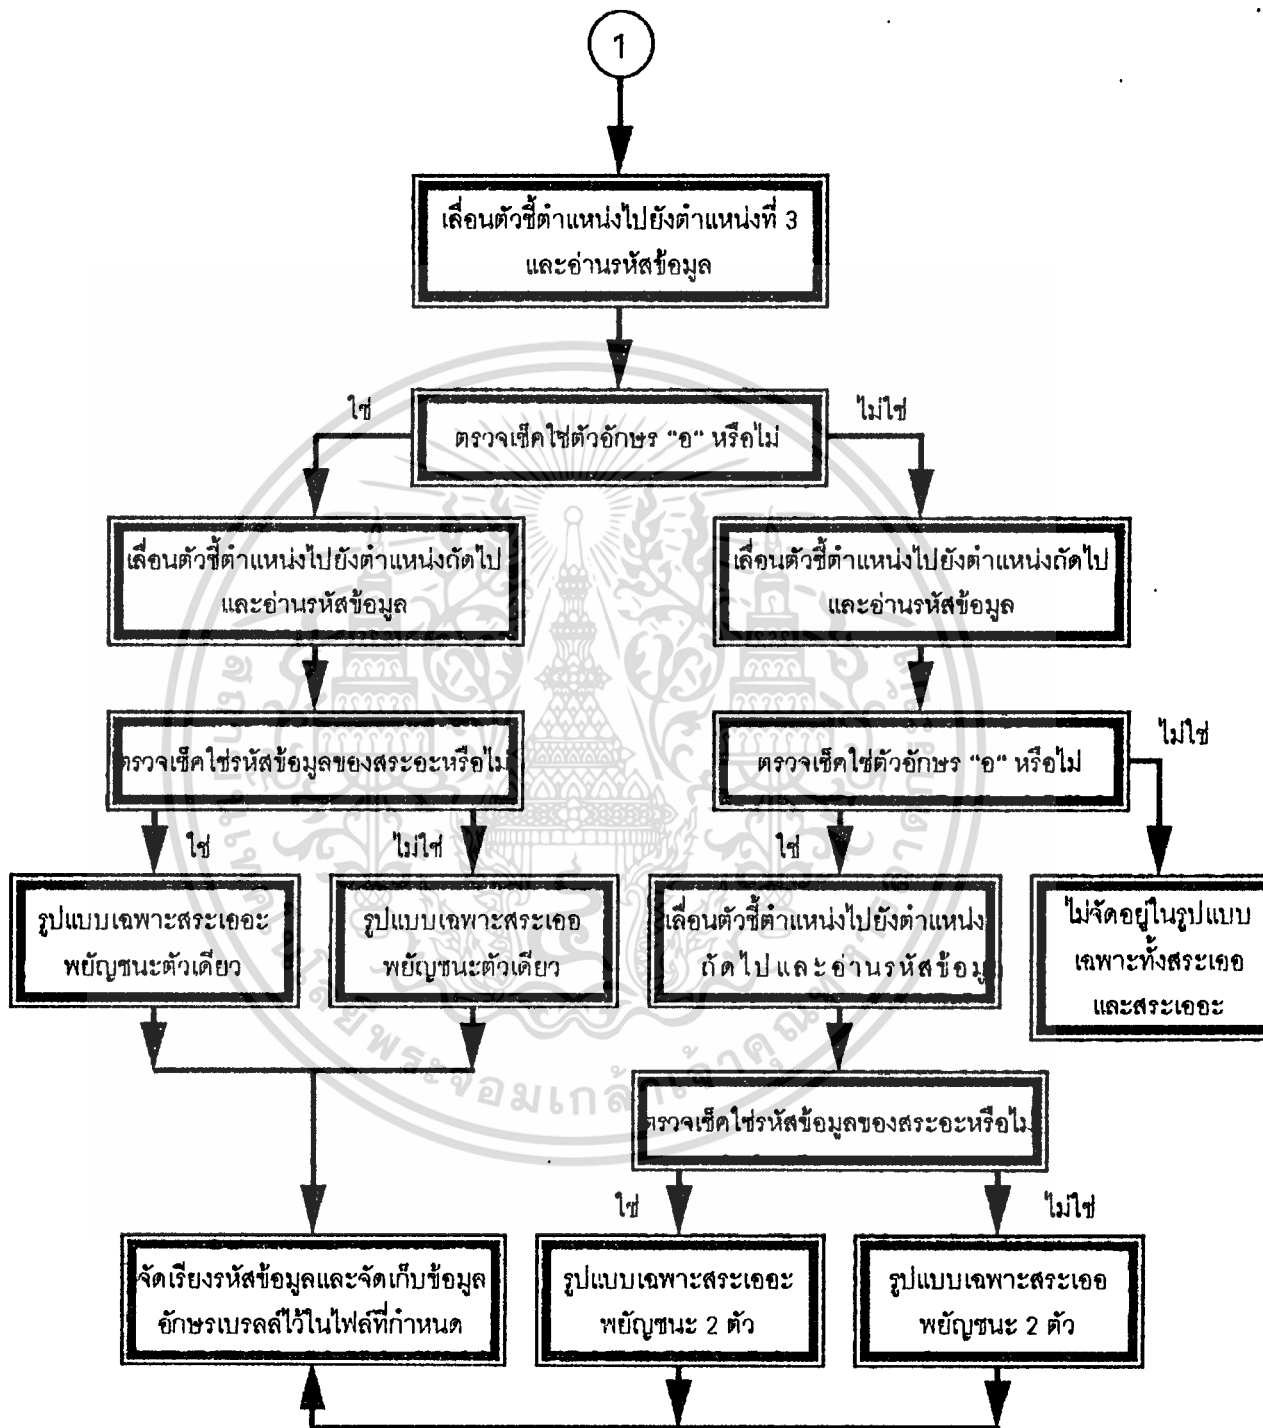 1
เลื่อนตัวชี้ตำแหน่งไปยังตำแหน่งที่ 3
และอ่านรหัสข้อมูล
ใช่
ไม่ใช่
ตรวจเช็คใช่ตัวอักษร "อ" หรือไม่
เลื่อนตัวชี้ตำแหน่งไปยังตำแหน่งถัดไป
และอ่านรหัสข้อมูล
เลื่อนตัวชี้ตำแหน่งไปยังตำแหน่งถัดไป
และอ่านรหัสข้อมูล
ตรวจเช็คใช่รหัสข้อมูลของสระอะหรือไม่
ตรวจเช็คใช่ตัวอักษร "อ" หรือไม่
ไม่ใช่
ใช่
ไม่ใช่
ใช่
รูปแบบเฉพาะสระเออะ
พยัญชนะตัวเดียว
รูปแบบเฉพาะสระเออ
พยัญชนะตัวเดียว
เลื่อนตัวชี้ตำแหน่งไปยังตำแหน่ง
ถัดไปและอ่านรหัสข้อมูล
ไม่จัดอยู่ในรูปแบบ
เฉพาะทั้งสระเออ
และสระเออะ
ตรวจเช็คใช่รหัสข้อมูลของสระอะหรือไม่
ใช่
ไม่ใช่
จัดเรียงรหัสข้อมูลและจัดเก็บข้อมูล
อักษรเบรลล์ไว้ในไฟล์ที่กำหนด
รูปแบบเฉพาะสระเออะ
พยัญชนะ 2 ตัว
รูปแบบเฉพาะสระเออ
พยัญชนะ 2 ตัว
พระจอมเกล้าเจ้าคุณทหาร